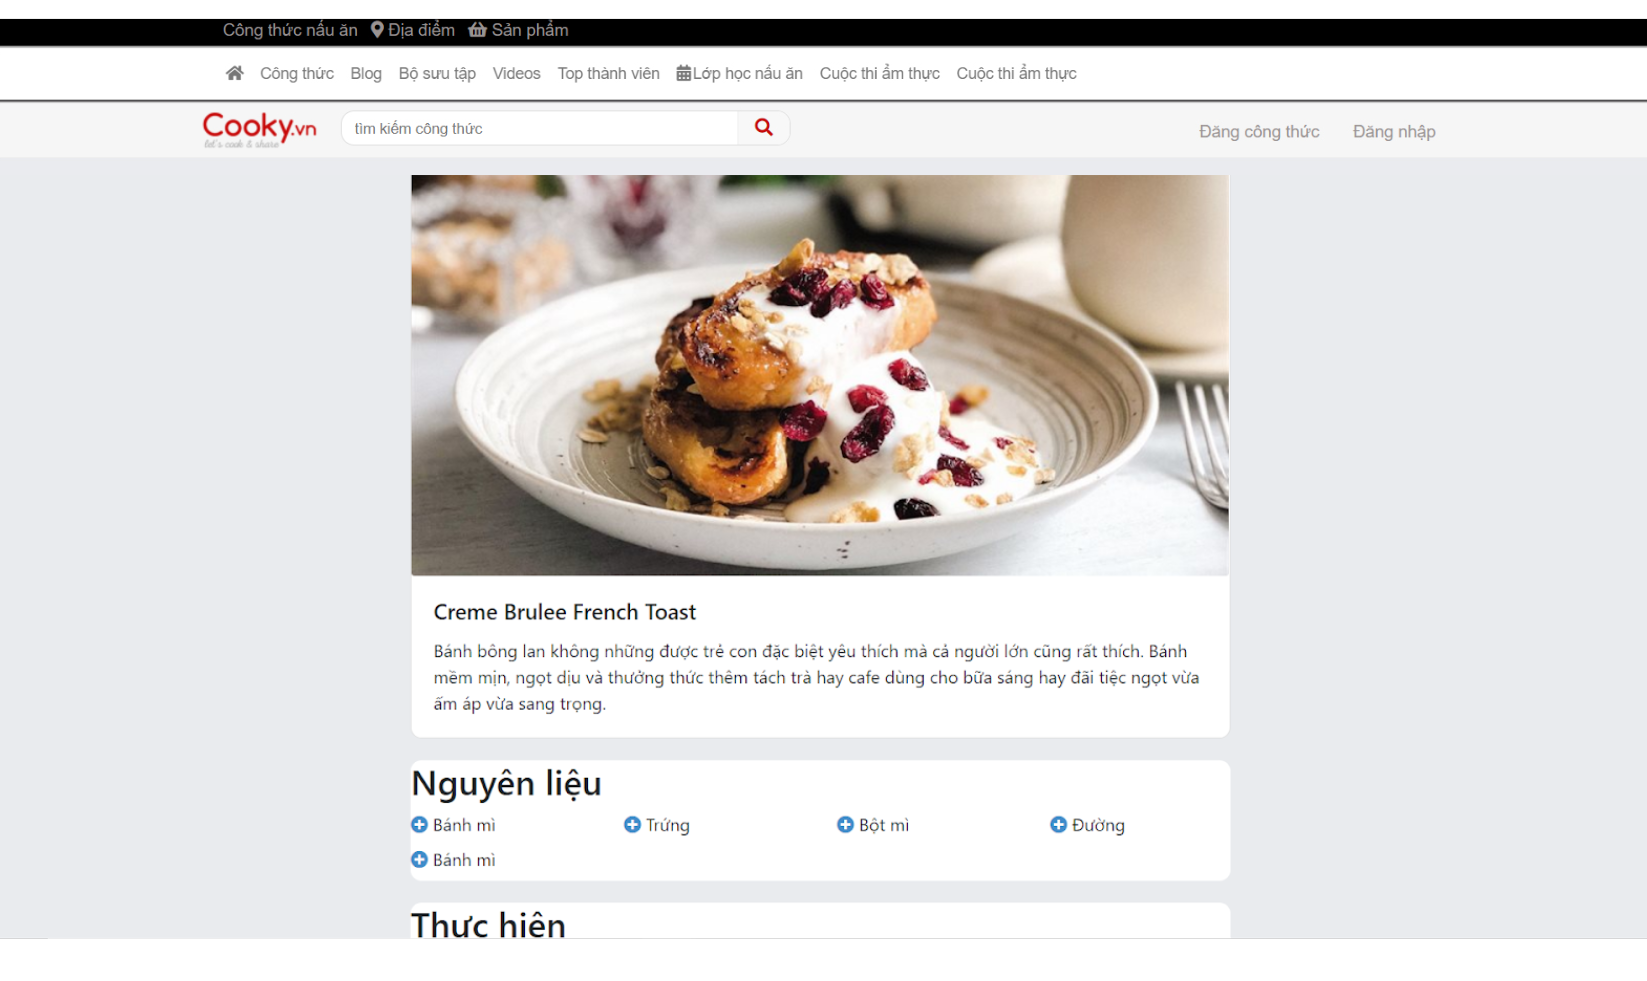 Công thức nấu ăn Địa điểm Sản phẩm
Công thức Blog Bộ sưu tập Videos Top thành viên Lớp học nấu ăn Cuộc thi ẩm thực Cuộc thi ẩm thực
Cooky.vn
let's cook & share
tìm kiếm công thức
Đăng công thức Đăng nhập
Creme Brulee French Toast
Bánh bông lan không những được trẻ con đặc biệt yêu thích mà cả người lớn cũng rất thích. Bánh
mềm mịn, ngọt dịu và thưởng thức thêm tách trà hay cafe dùng cho bữa sáng hay đãi tiệc ngọt vừa
ấm áp vừa sang trọng.
Nguyên liệu
Bánh mì Trứng Bột mì Đường
Bánh mì
Thực hiện